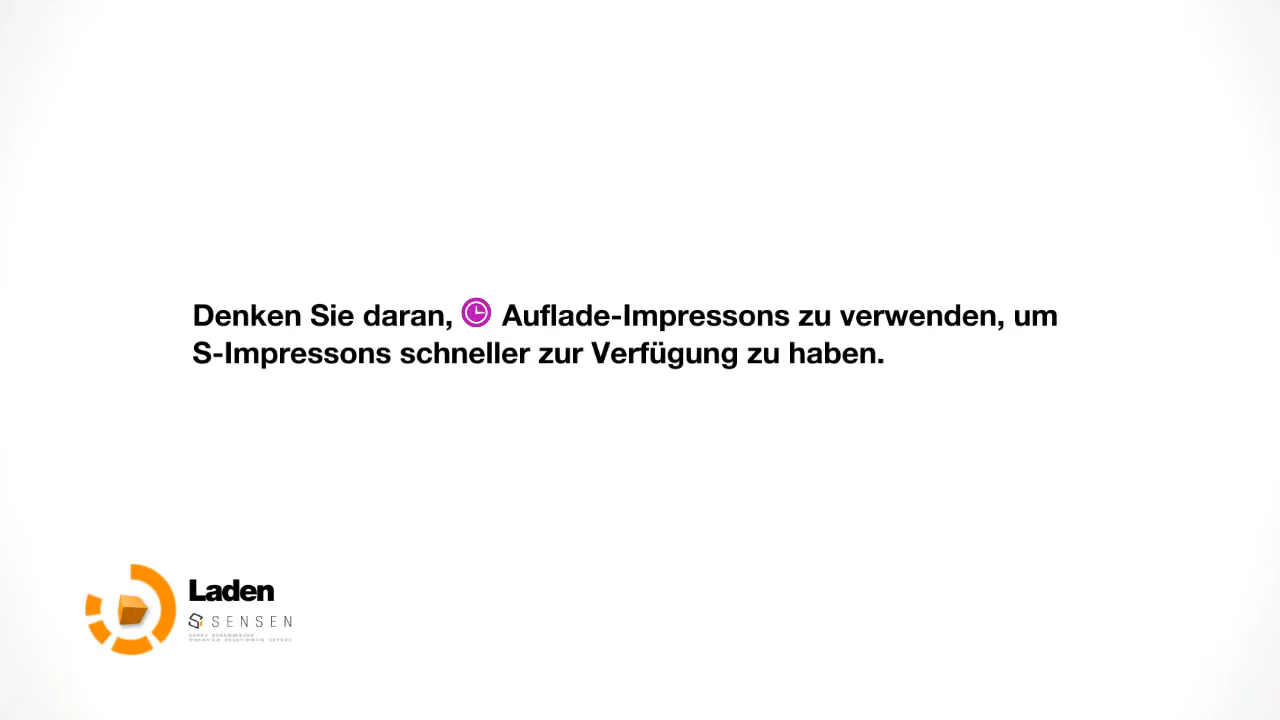 Denken Sie daran, Auflade-Impressons zu verwenden, um
S-Impressons schneller zur Verfügung zu haben.
Laden
SENSEN